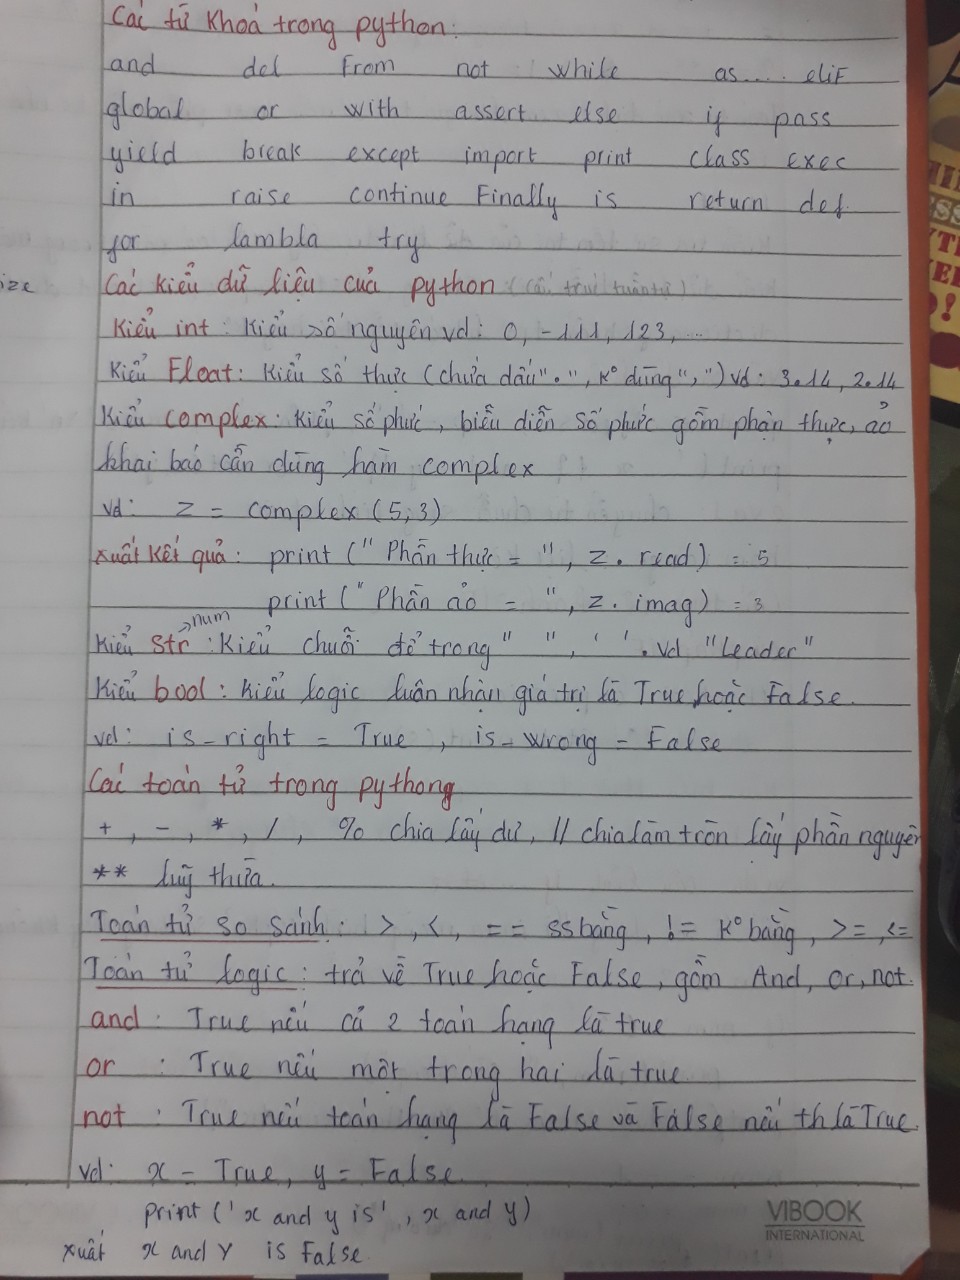 Các từ khoá trong python:
and del From not while as.... eliF
global or with assert else if pass
yield break except import print class exec
in raise continue Finally is return def
for lambla try
ize
Các kiểu dữ liệu của python (cấu trúc tuần tự)
Kiểu int: Kiểu số nguyên vd: 0, -111, 123, ...
Kiểu Float: Kiểu số thực (chứa dấu ".", K° dùng ",") vd: 3.14, 2.14
Kiểu complex: Kiểu số phức, biểu diễn số phức gồm phần thực, ảo
khai báo cần dùng hàm complex
vd: z = complex (5;3)
xuất kết quả: print (" Phần thực = ", z. read) = 5
print (" Phần ảo = ", z. imag) = 3
→num
Kiểu str: Kiểu chuỗi để trong " ", ' '. vd "Leader"
Kiểu bool: kiểu logic luân nhận giá trị là True hoặc False.
vd: is-right = True, is-wrong = False
Các toán tử trong pythong
+, -, *, /, % chia lấy dư, // chia làm tròn lấy phần nguyên
** luỹ thừa.
Toán tử so sánh: >, <, == ss bằng, != K° bằng, >=, <=
Toán tử logic: trả về True hoặc False, gồm And, or, not.
and: True nếu cả 2 toán hạng là true
or: True nếu một trong hai là true
not: True nếu toán hạng là False và False nếu th là True.
vd: x = True, y = False.
print ('x and y is', x and y)
xuất x and Y is False.
VIBOOK
INTERNATIONAL